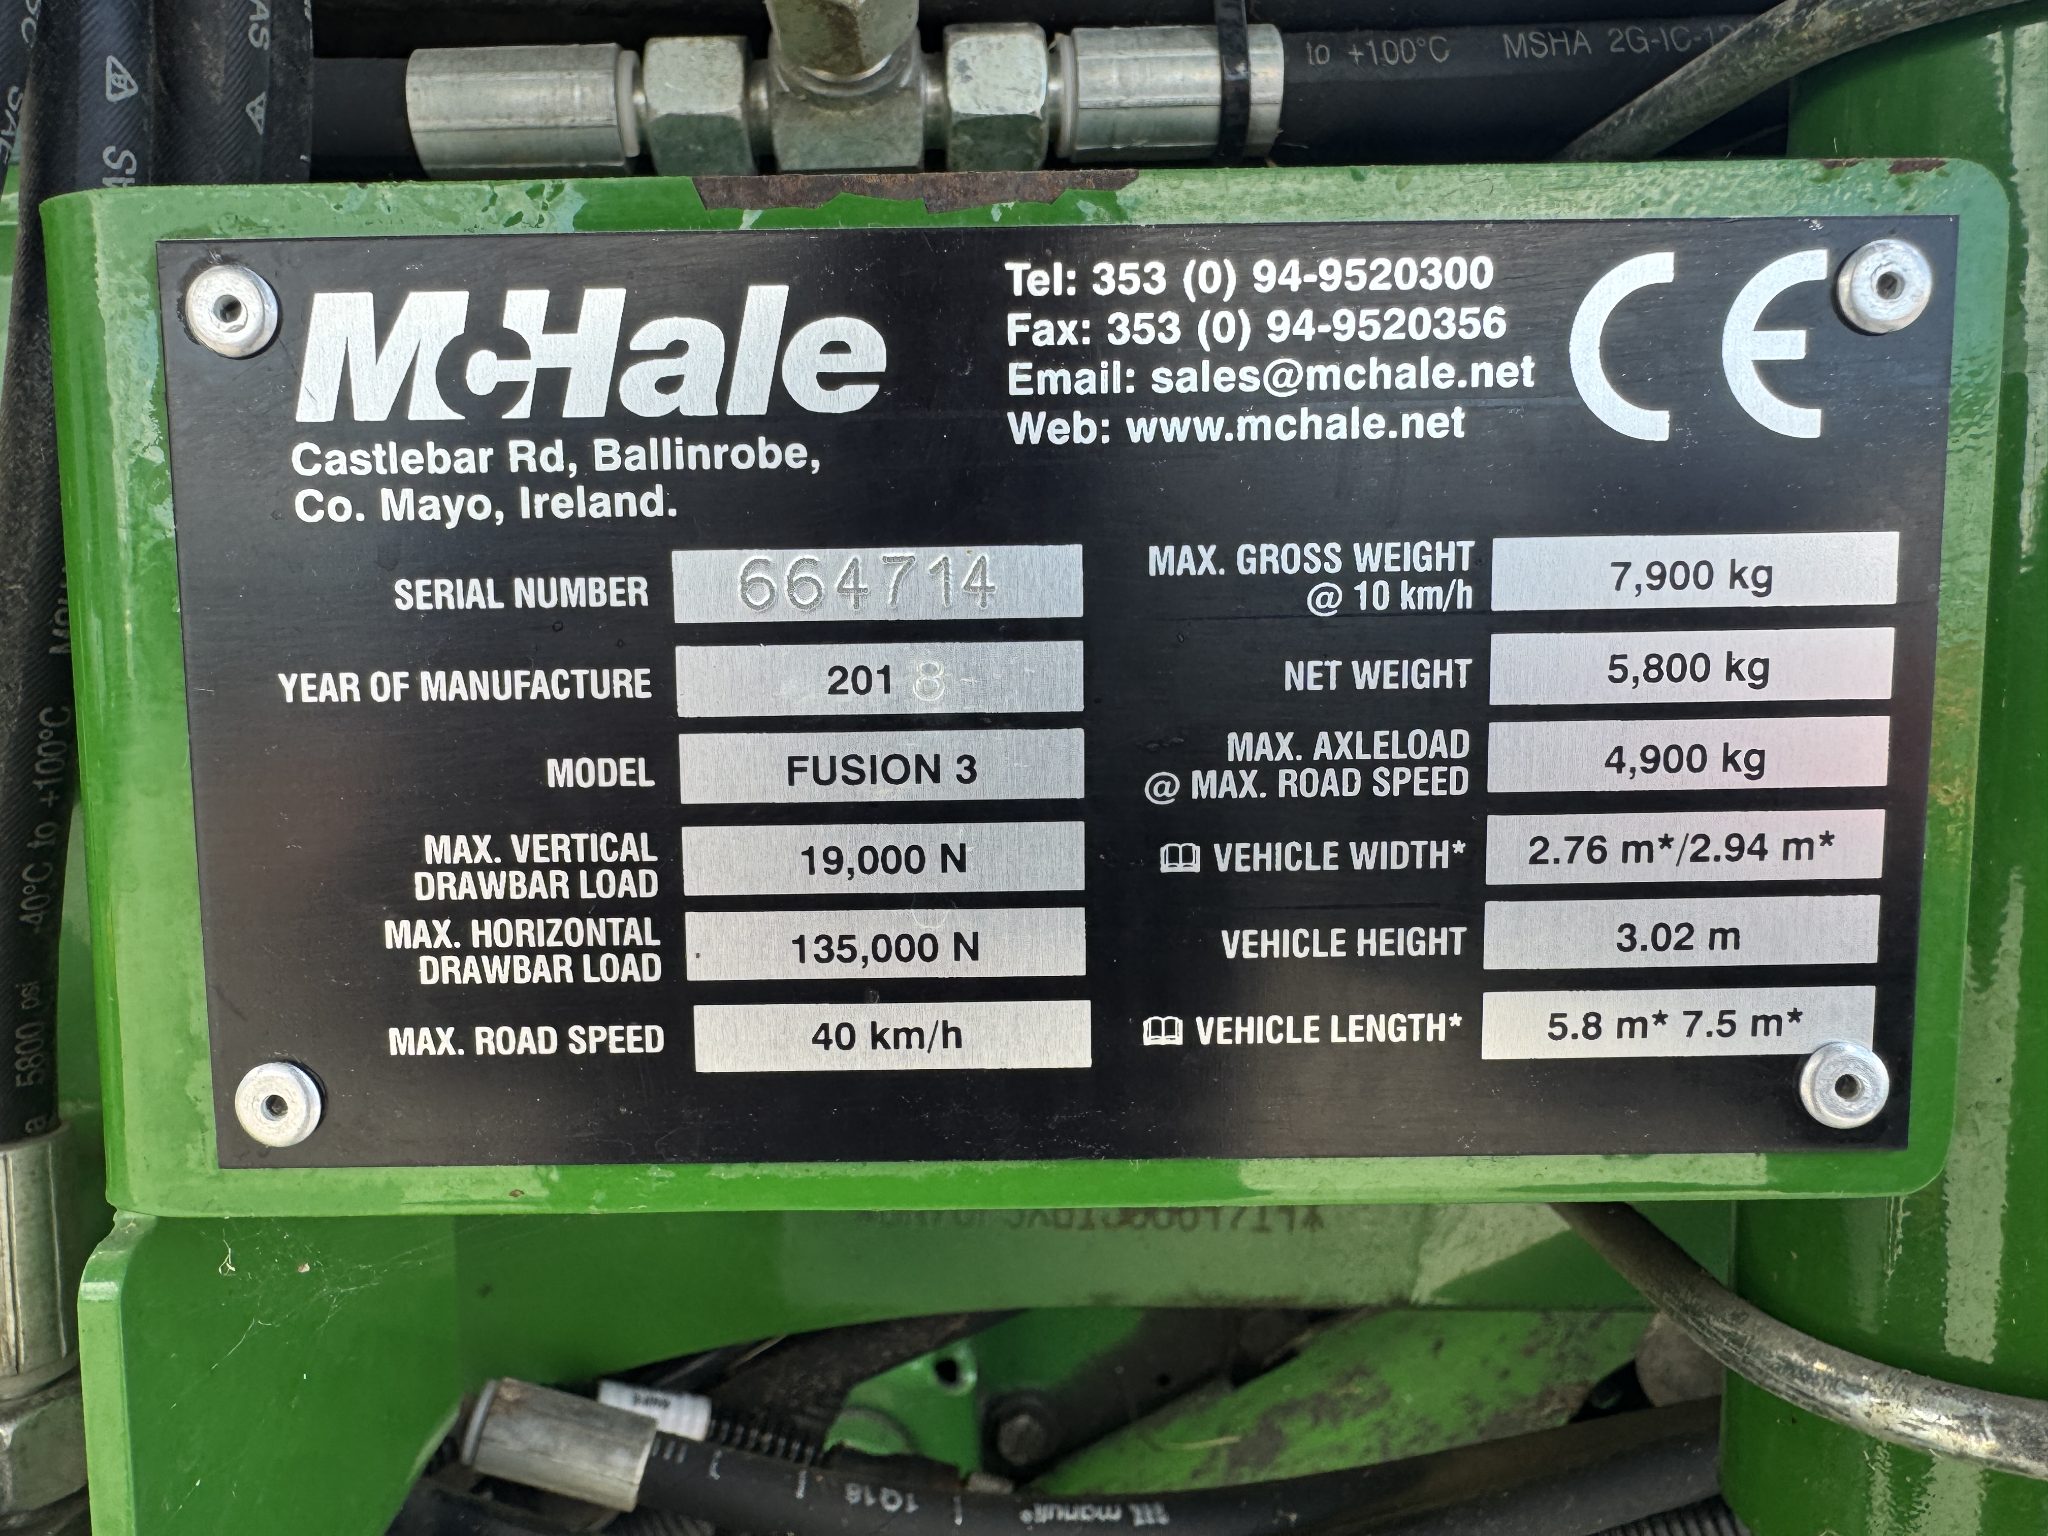 to +100°C MSHA 2G-IC-12
McHale
Castlebar Rd, Ballinrobe,
Co. Mayo, Ireland.
Tel: 353 (0) 94-9520300
Fax: 353 (0) 94-9520356
Email: sales@mchale.net
Web: www.mchale.net
CE
SERIAL NUMBER 664714
YEAR OF MANUFACTURE 2018
MODEL FUSION 3
MAX. VERTICAL
DRAWBAR LOAD 19,000 N
MAX. HORIZONTAL
DRAWBAR LOAD 135,000 N
MAX. ROAD SPEED 40 km/h
MAX. GROSS WEIGHT
@ 10 km/h 7,900 kg
NET WEIGHT 5,800 kg
MAX. AXLELOAD
@ MAX. ROAD SPEED 4,900 kg
VEHICLE WIDTH* 2.76 m*/2.94 m*
VEHICLE HEIGHT 3.02 m
VEHICLE LENGTH* 5.8 m* 7.5 m*
5800 psi -40°C to +100°C
manuli®